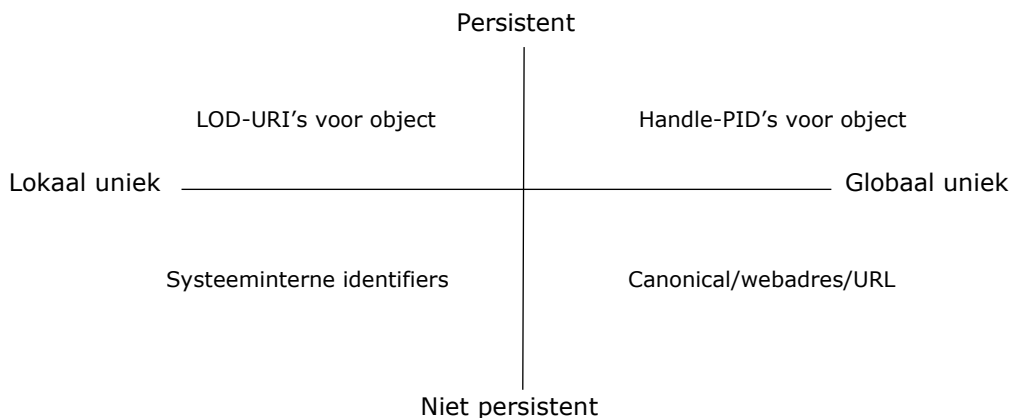 Persistent
LOD-URI’s voor object
Handle-PID’s voor object
Lokaal uniek
Globaal uniek
Systeeminterne identifiers
Canonical/webadres/URL
Niet persistent